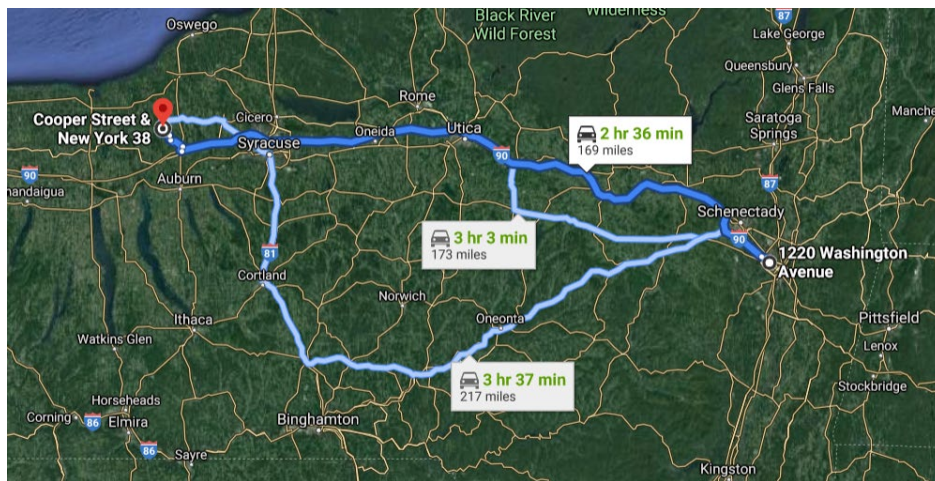 Black River
Wild Forest
Wilderness
87
Oswego
Lake George
Queensbury
Glens Falls
Rome
Cooper Street &
New York 38
Cicero
Oneida
Utica
2 hr 36 min
169 miles
Saratoga
Springs
Manche
Syracuse
90
90
Auburn
87
nandaigua
Schenectady
3 hr 3 min
173 miles
90
81
1220 Washington
Avenue
Cortland
Norwich
Ithaca
Oneonta
Pittsfield
Watkins Glen
Lenox
3 hr 37 min
217 miles
Stockbridge
Horseheads
Corning
86
Elmira
Binghamton
86
Sayre
Kingston